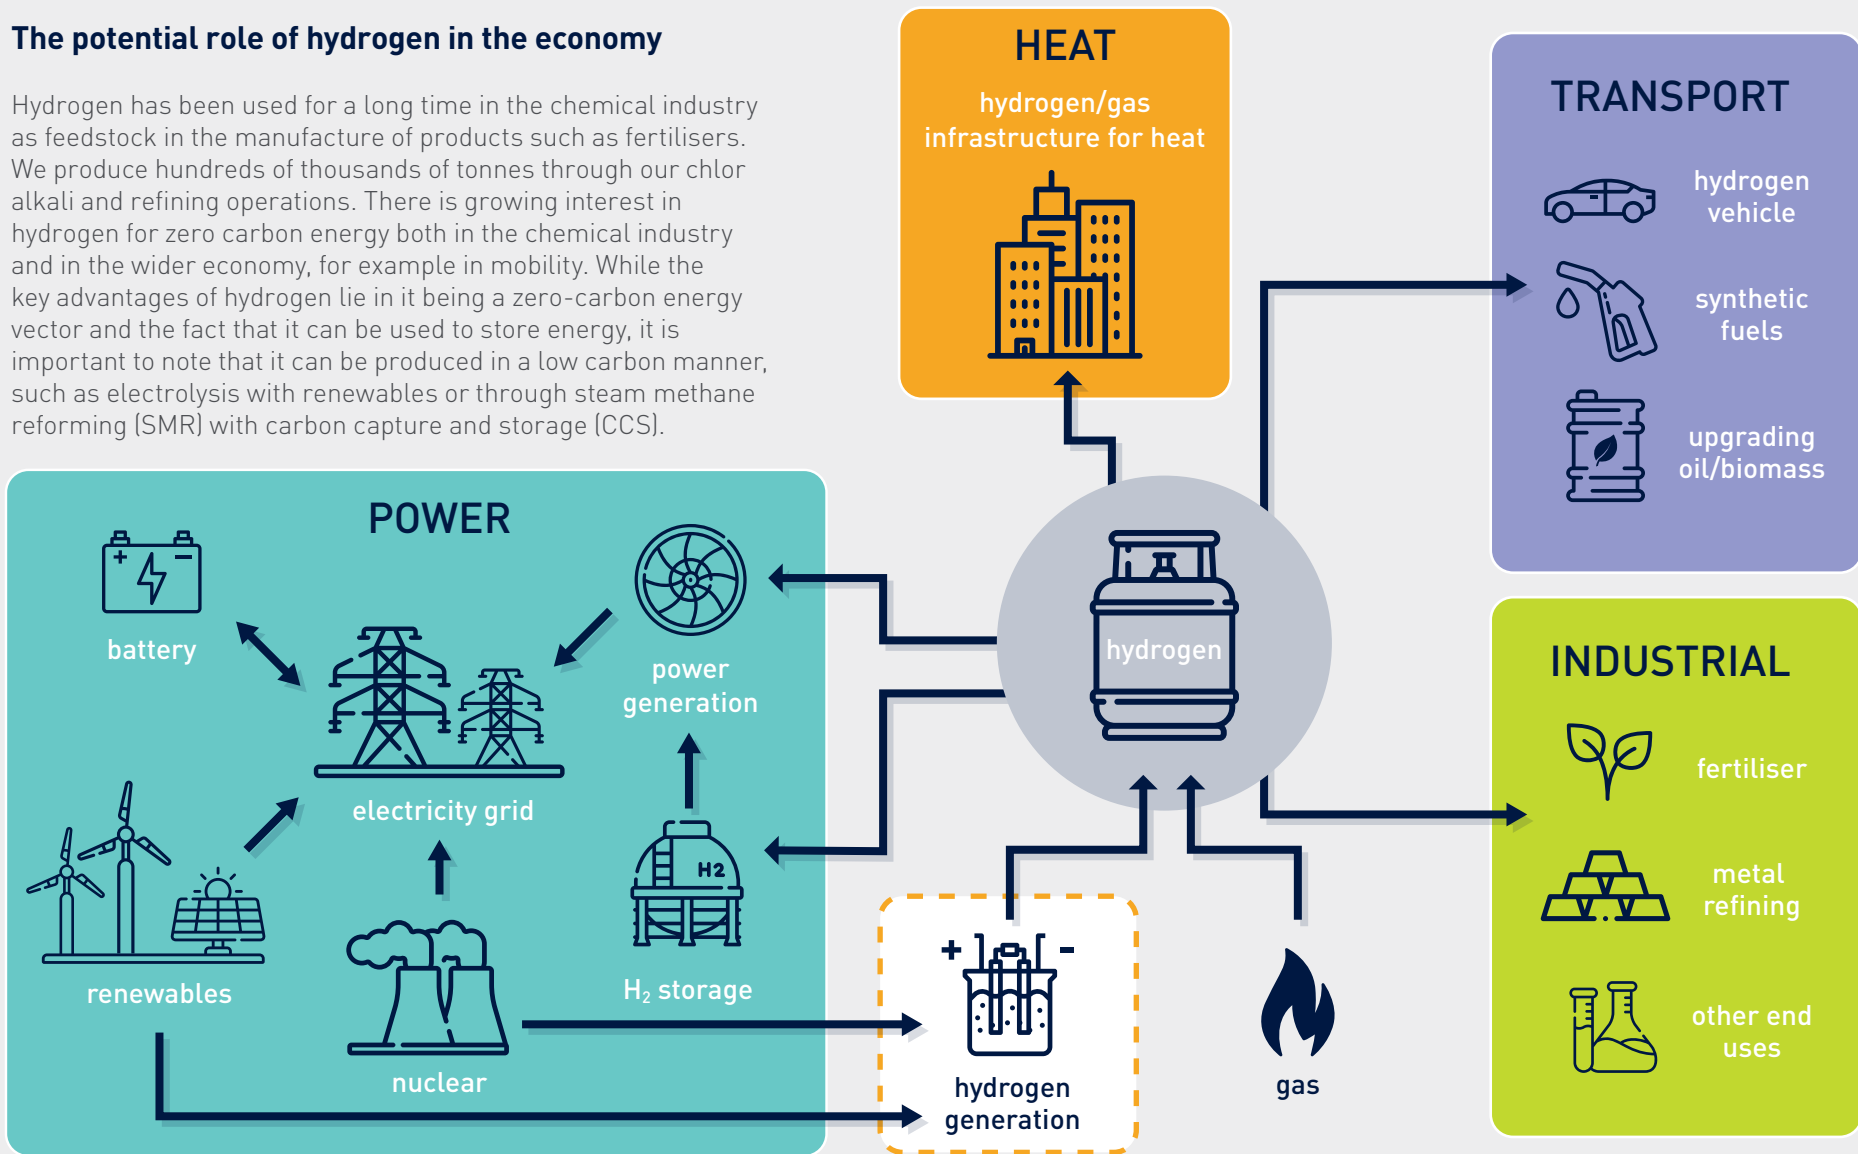 The potential role of hydrogen in the economy
Hydrogen has been used for a long time in the chemical industry
as feedstock in the manufacture of products such as fertilisers.
We produce hundreds of thousands of tonnes through our chlor
alkali and refining operations. There is growing interest in
hydrogen for zero carbon energy both in the chemical industry
and in the wider economy, for example in mobility. While the
key advantages of hydrogen lie in it being a zero-carbon energy
vector and the fact that it can be used to store energy, it is
important to note that it can be produced in a low carbon manner,
such as electrolysis with renewables or through steam methane
reforming (SMR) with carbon capture and storage (CCS).
HEAT
hydrogen/gas
infrastructure for heat
TRANSPORT
hydrogen
vehicle
synthetic
fuels
upgrading
oil/biomass
POWER
+ −
battery
power
generation
electricity grid
H2
renewables
H₂ storage
nuclear
hydrogen
+ -
hydrogen
generation
gas
INDUSTRIAL
fertiliser
metal
refining
other end
uses